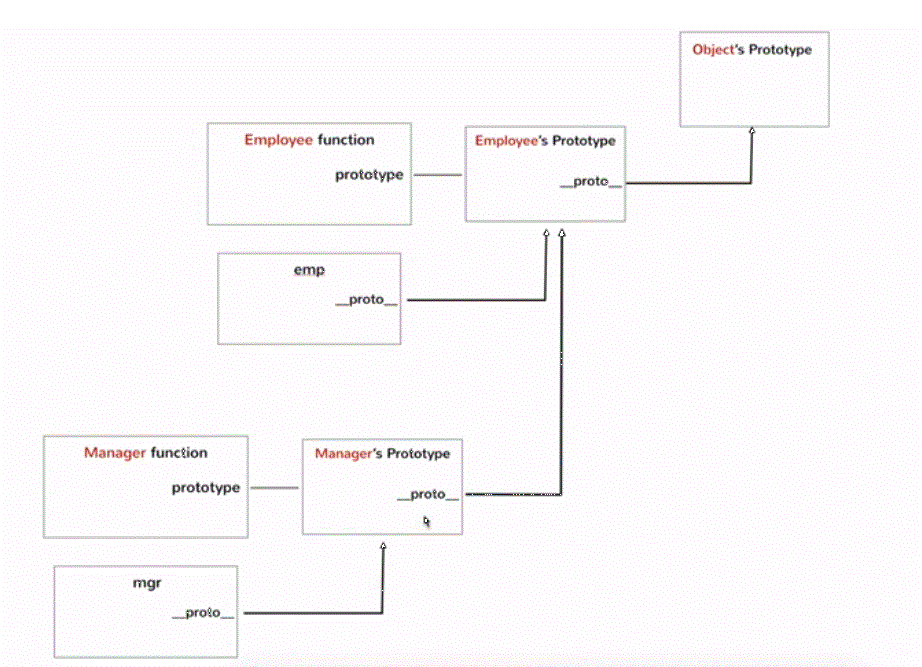 Object's Prototype
Employee function
prototype
Employee's Prototype
__proto__
emp
__proto__
Manager function
prototype
Manager's Prototype
__proto__
mgr
__proto__